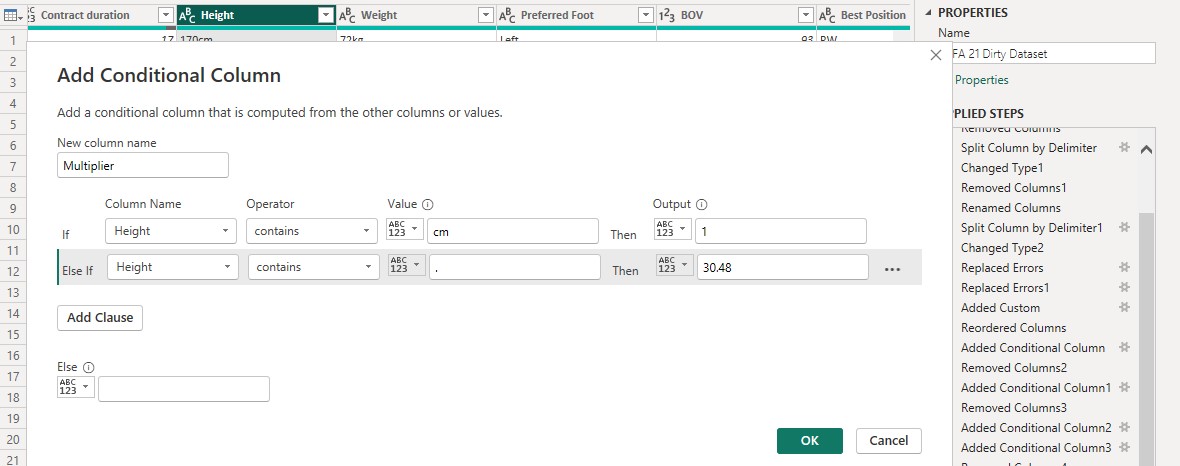 Contract duration
ABC Height
ABC Weight
ABC Preferred Foot
123 BOV
ABC Best Position
PROPERTIES
Name
FA 21 Dirty Dataset
Properties
PLIED STEPS
Removed Columns
Split Column by Delimiter
Changed Type1
Removed Columns1
Renamed Columns
Split Column by Delimiter1
Changed Type2
Replaced Errors
Replaced Errors1
Added Custom
Reordered Columns
Added Conditional Column
Removed Columns2
Added Conditional Column1
Removed Columns3
Added Conditional Column2
Added Conditional Column3
1 17 170cm 72kg Left 93 RW
2
3
4
5
6
7
8
9
10
11
12
13
14
15
16
17
18
19
20
21
Add Conditional Column
Add a conditional column that is computed from the other columns or values.
New column name
Multiplier
Column Name Operator Value Output
If Height contains ABC 123 cm Then ABC 123 1
Else If Height contains ABC 123 . Then ABC 123 30.48 ...
Add Clause
Else
ABC 123
OK Cancel